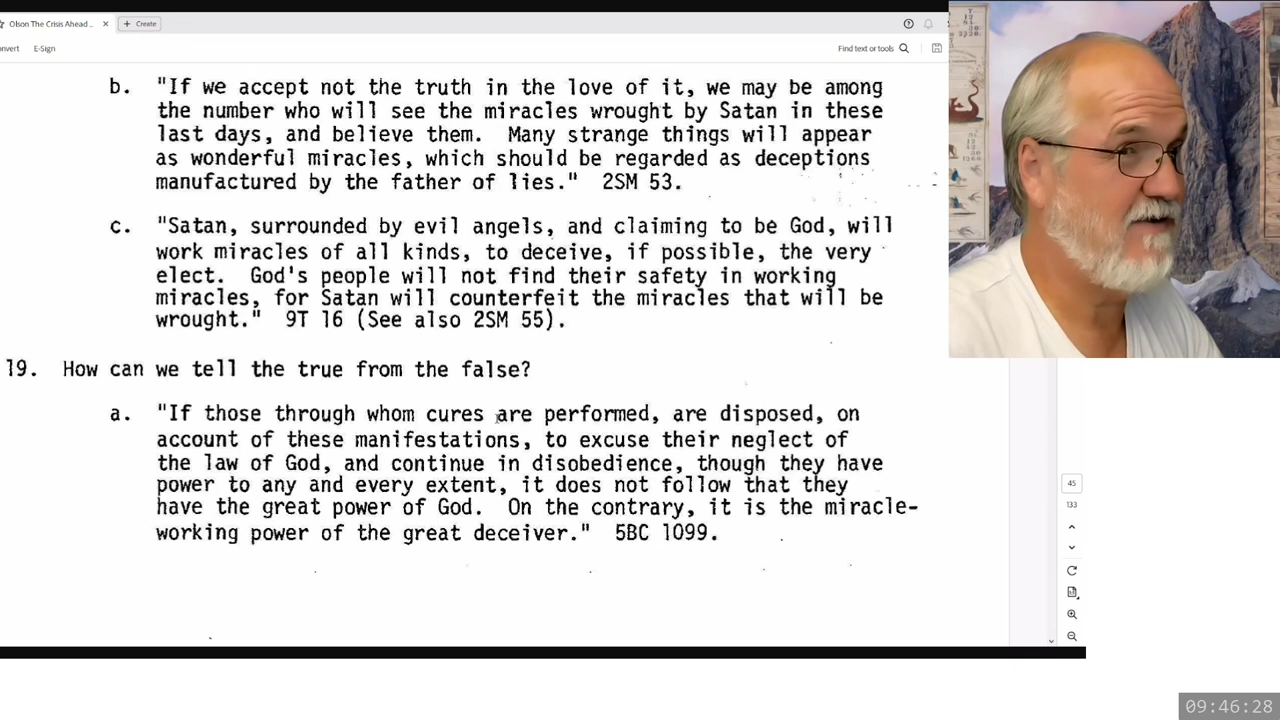 Olson The Crisis Ahead ..
+ Create
nvert
E-Sign
Find text or tools
b. "If we accept not the truth in the love of it, we may be among
the number who will see the miracles wrought by Satan in these
last days, and believe them. Many strange things will appear
as wonderful miracles, which should be regarded as deceptions
manufactured by the father of lies." 2SM 53.
c. "Satan, surrounded by evil angels, and claiming to be God, will
work miracles of all kinds, to deceive, if possible, the very
elect. God's people will not find their safety in working
miracles, for Satan will counterfeit the miracles that will be
wrought." 9T 16 (See also 2SM 55).
19. How can we tell the true from the false?
a. "If those through whom cures are performed, are disposed, on
account of these manifestations, to excuse their neglect of
the law of God, and continue in disobedience, though they have
power to any and every extent, it does not follow that they
have the great power of God. On the contrary, it is the miracle-
working power of the great deceiver." 5BC 1099.
45
133
09:46:28